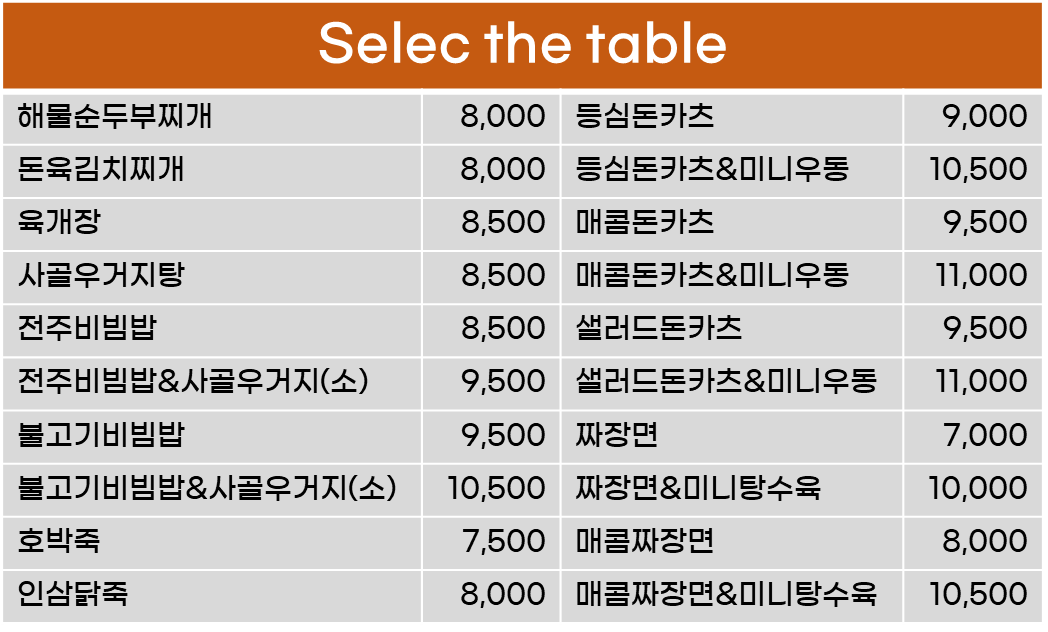 Selec the table
해물순두부찌개 8,000 등심돈카츠 9,000
돈육김치찌개 8,000 등심돈카츠&미니우동 10,500
육개장 8,500 매콤돈카츠 9,500
사골우거지탕 8,500 매콤돈카츠&미니우동 11,000
전주비빔밥 8,500 샐러드돈카츠 9,500
전주비빔밥&사골우거지(소) 9,500 샐러드돈카츠&미니우동 11,000
불고기비빔밥 9,500 짜장면 7,000
불고기비빔밥&사골우거지(소) 10,500 짜장면&미니탕수육 10,000
호박죽 7,500 매콤짜장면 8,000
인삼닭죽 8,000 매콤짜장면&미니탕수육 10,500